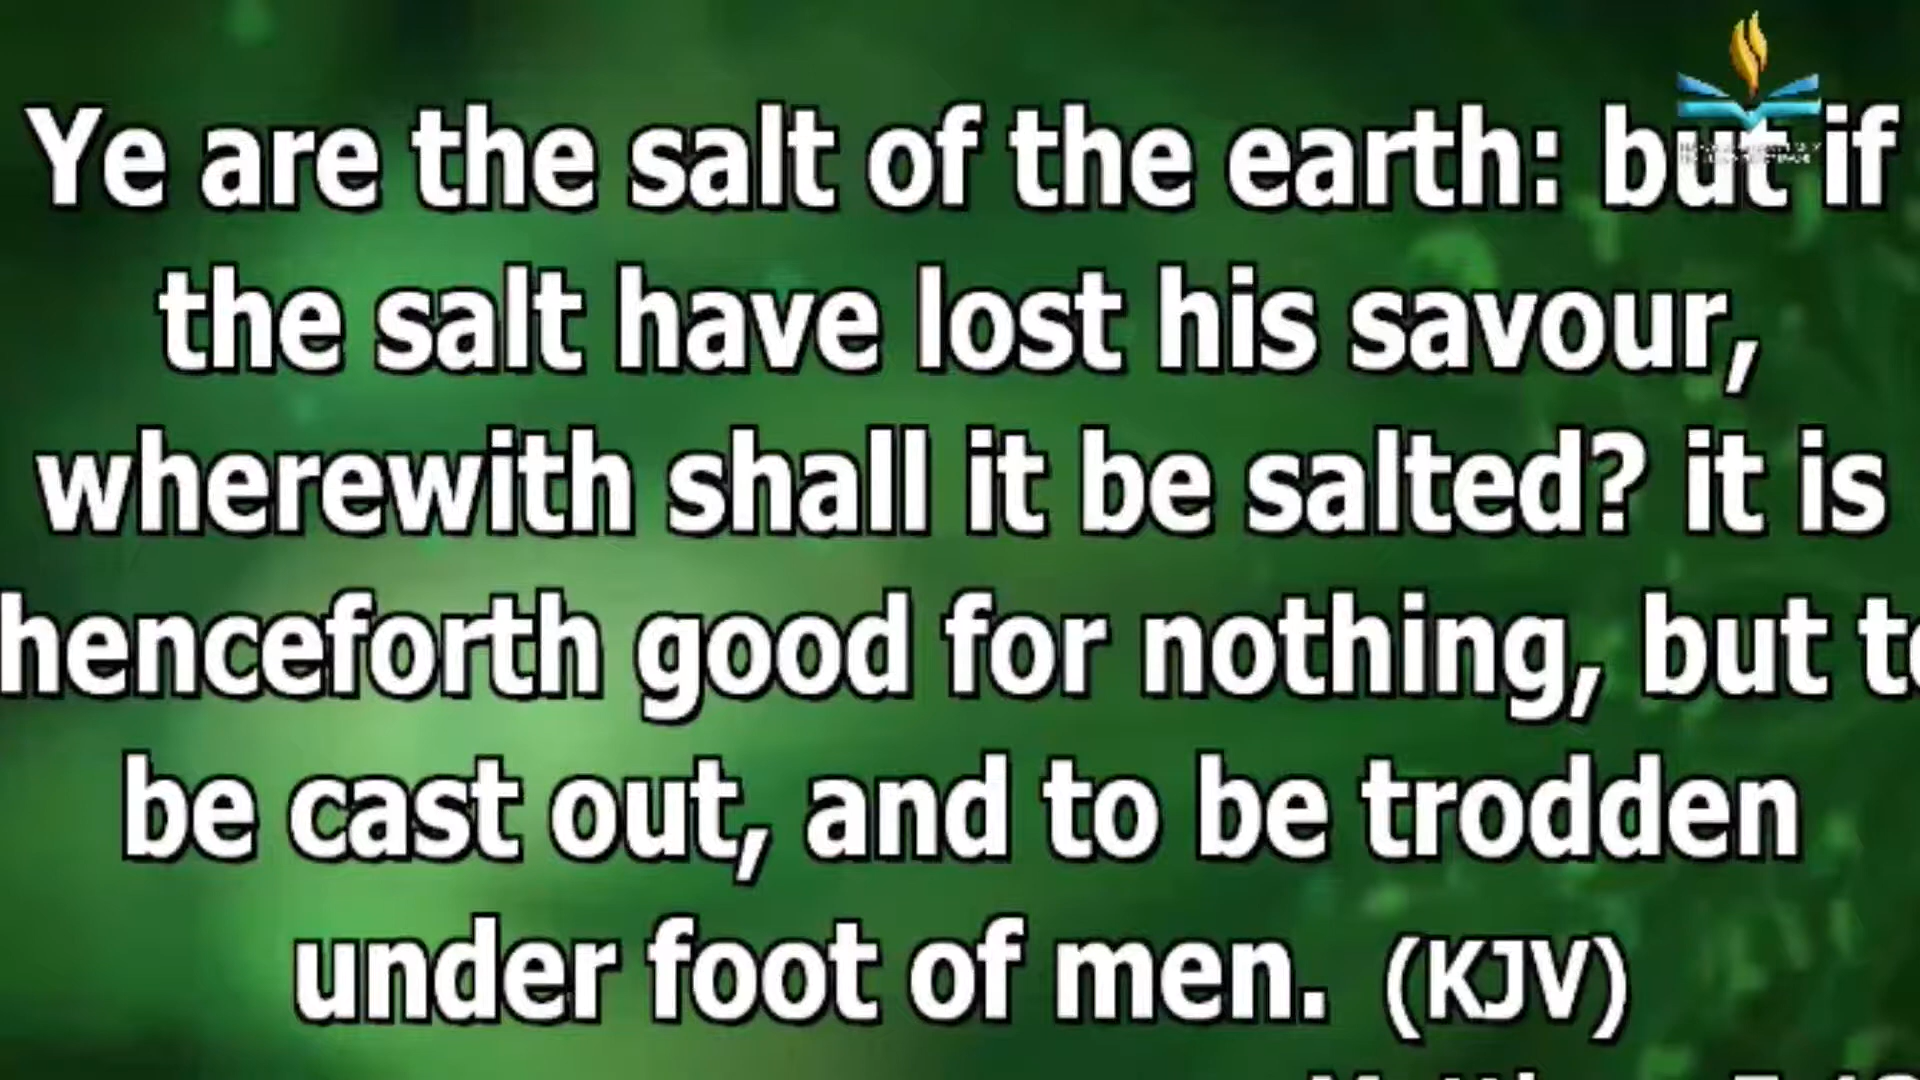 Ye are the salt of the earth: but if
the salt have lost his savour,
wherewith shall it be salted? it is
henceforth good for nothing, but to
be cast out, and to be trodden
under foot of men. (KJV)